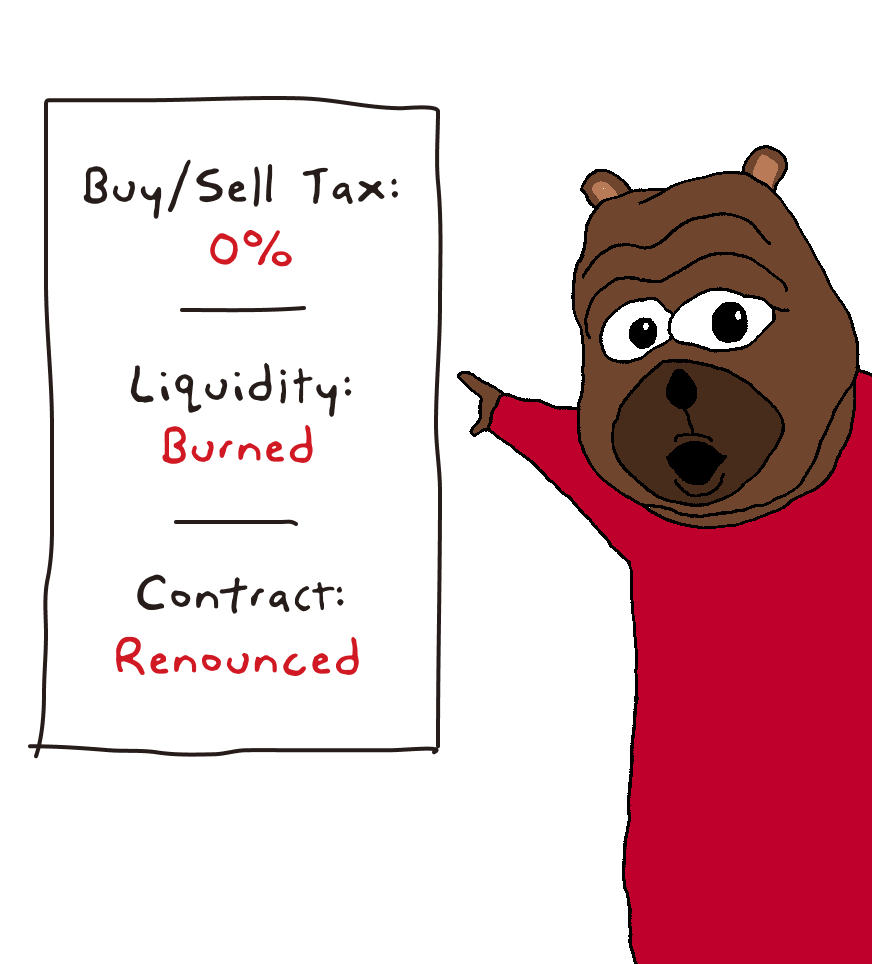 Buy/Sell Tax:
0%
Liquidity:
Burned
Contract:
Renounced